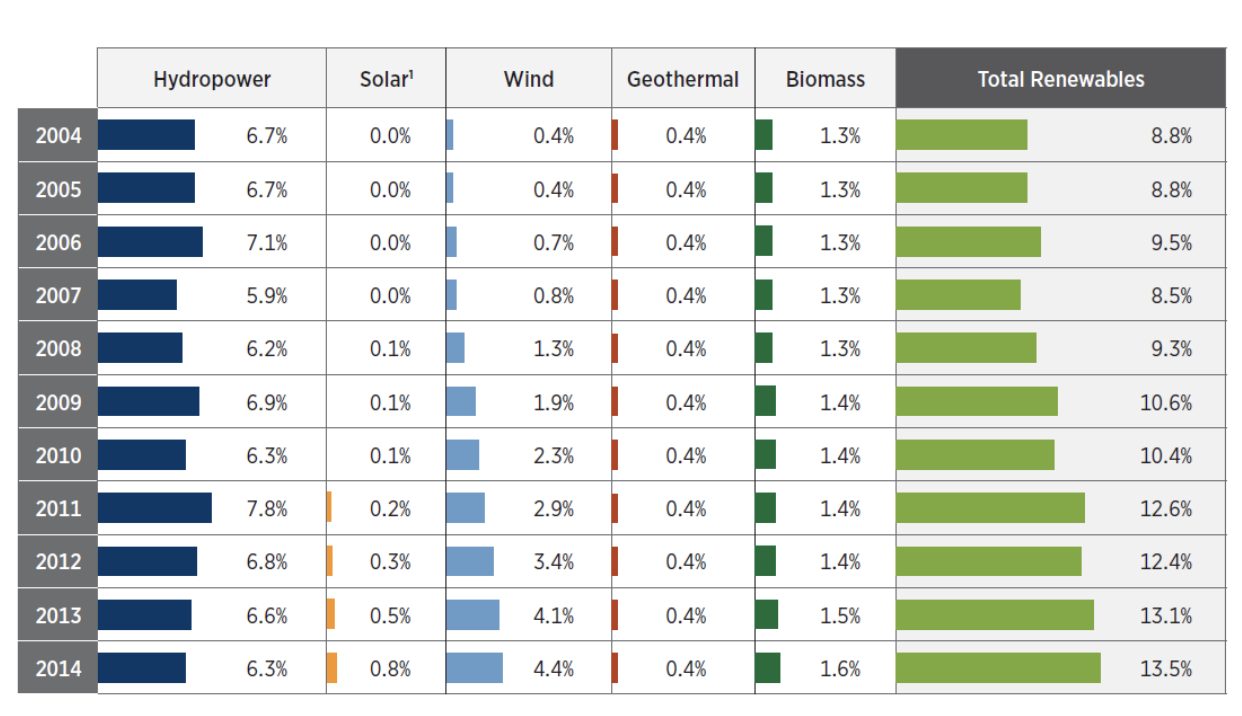 Hydropower Solar¹ Wind Geothermal Biomass Total Renewables
2004 6.7% 0.0% 0.4% 0.4% 1.3% 8.8%
2005 6.7% 0.0% 0.4% 0.4% 1.3% 8.8%
2006 7.1% 0.0% 0.7% 0.4% 1.3% 9.5%
2007 5.9% 0.0% 0.8% 0.4% 1.3% 8.5%
2008 6.2% 0.1% 1.3% 0.4% 1.3% 9.3%
2009 6.9% 0.1% 1.9% 0.4% 1.4% 10.6%
2010 6.3% 0.1% 2.3% 0.4% 1.4% 10.4%
2011 7.8% 0.2% 2.9% 0.4% 1.4% 12.6%
2012 6.8% 0.3% 3.4% 0.4% 1.4% 12.4%
2013 6.6% 0.5% 4.1% 0.4% 1.5% 13.1%
2014 6.3% 0.8% 4.4% 0.4% 1.6% 13.5%